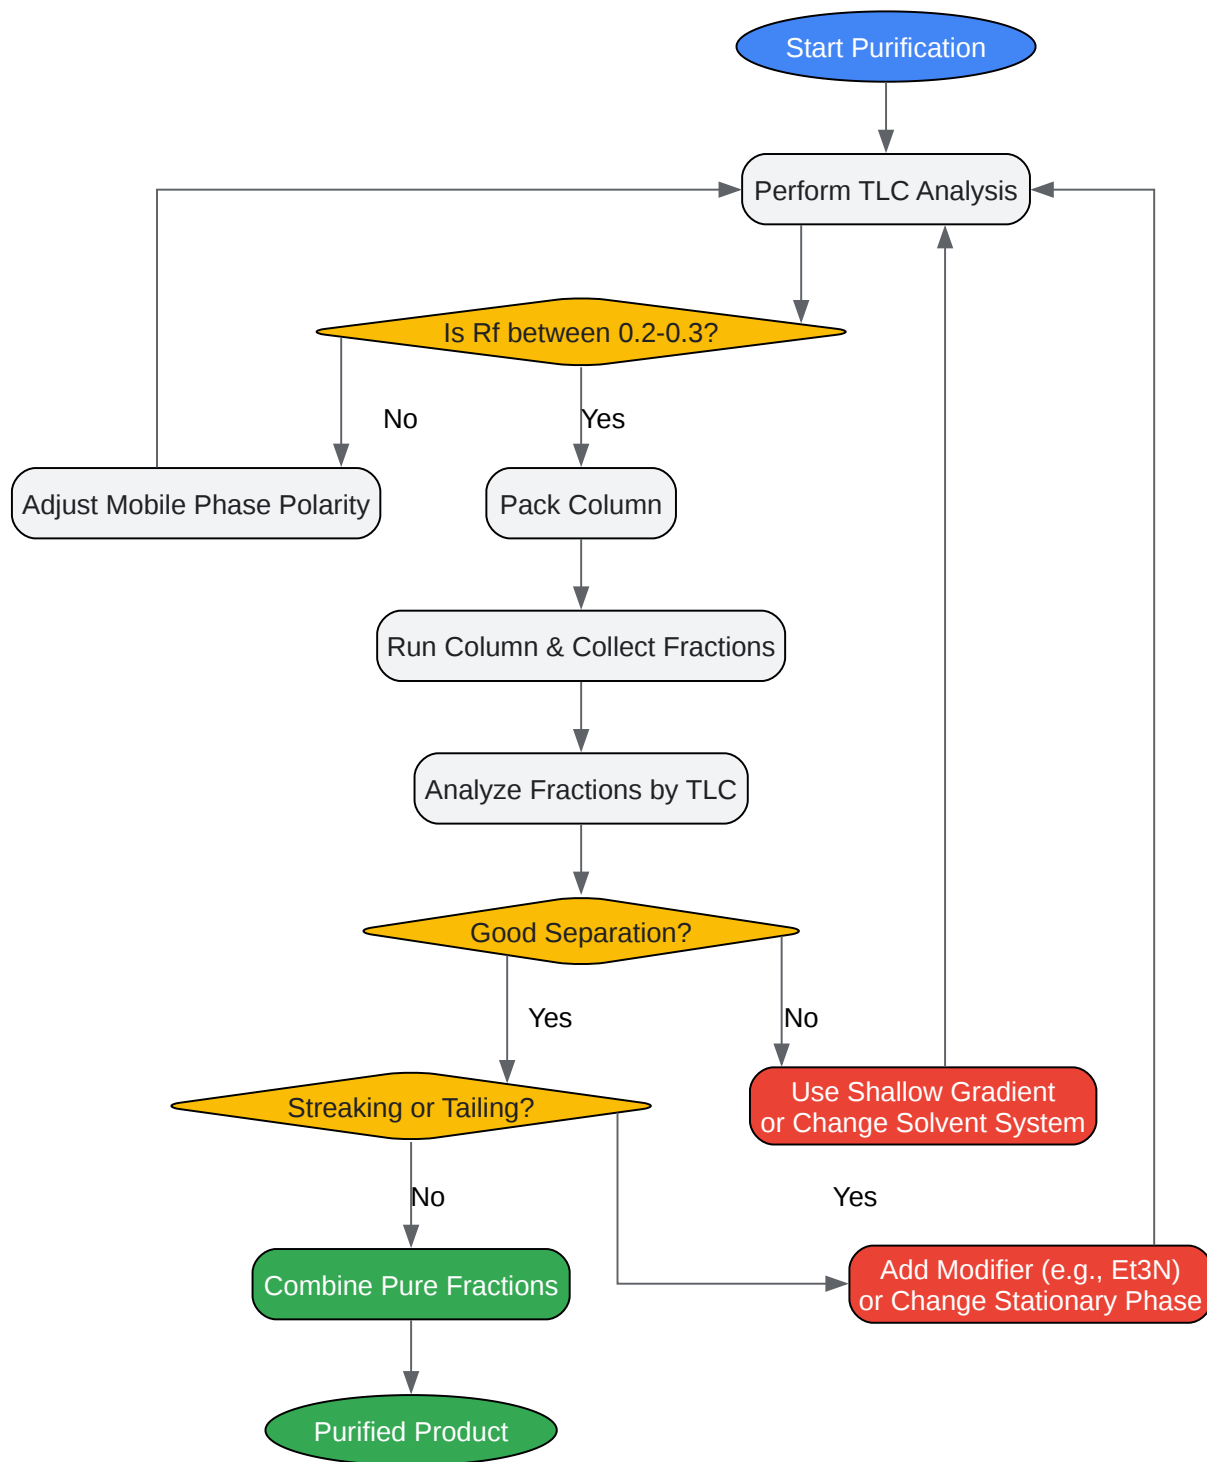 Start Purification
Perform TLC Analysis
Is Rf between 0.2-0.3?
No
Yes
Adjust Mobile Phase Polarity
Pack Column
Run Column & Collect Fractions
Analyze Fractions by TLC
Good Separation?
Yes
No
Streaking or Tailing?
Use Shallow Gradient
or Change Solvent System
No
Yes
Combine Pure Fractions
Add Modifier (e.g., Et3N)
or Change Stationary Phase
Purified Product